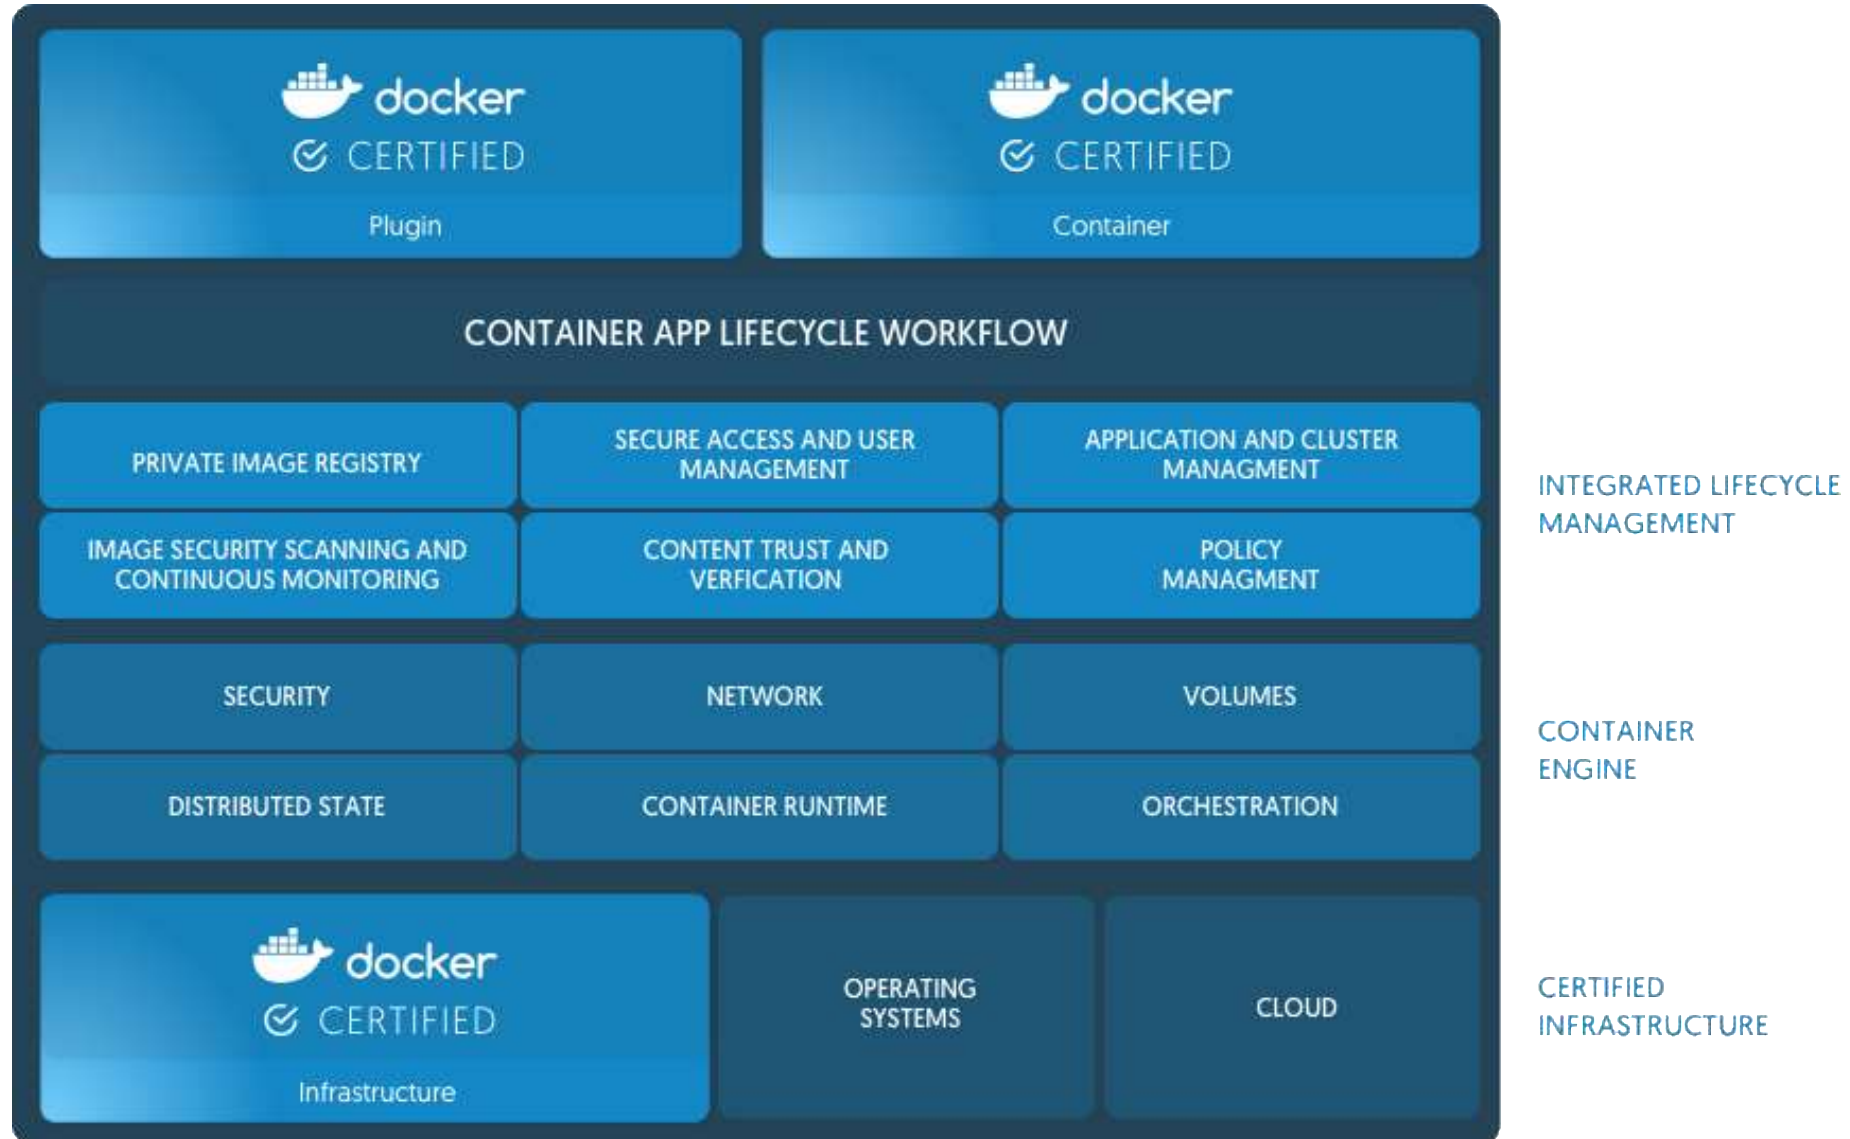 docker
CERTIFIED
Plugin
docker
CERTIFIED
Container
CONTAINER APP LIFECYCLE WORKFLOW
PRIVATE IMAGE REGISTRY
SECURE ACCESS AND USER
MANAGEMENT
APPLICATION AND CLUSTER
MANAGMENT
IMAGE SECURITY SCANNING AND
CONTINUOUS MONITORING
CONTENT TRUST AND
VERFICATION
POLICY
MANAGMENT
INTEGRATED LIFECYCLE
MANAGEMENT
SECURITY
NETWORK
VOLUMES
DISTRIBUTED STATE
CONTAINER RUNTIME
ORCHESTRATION
CONTAINER
ENGINE
docker
CERTIFIED
Infrastructure
OPERATING
SYSTEMS
CLOUD
CERTIFIED
INFRASTRUCTURE